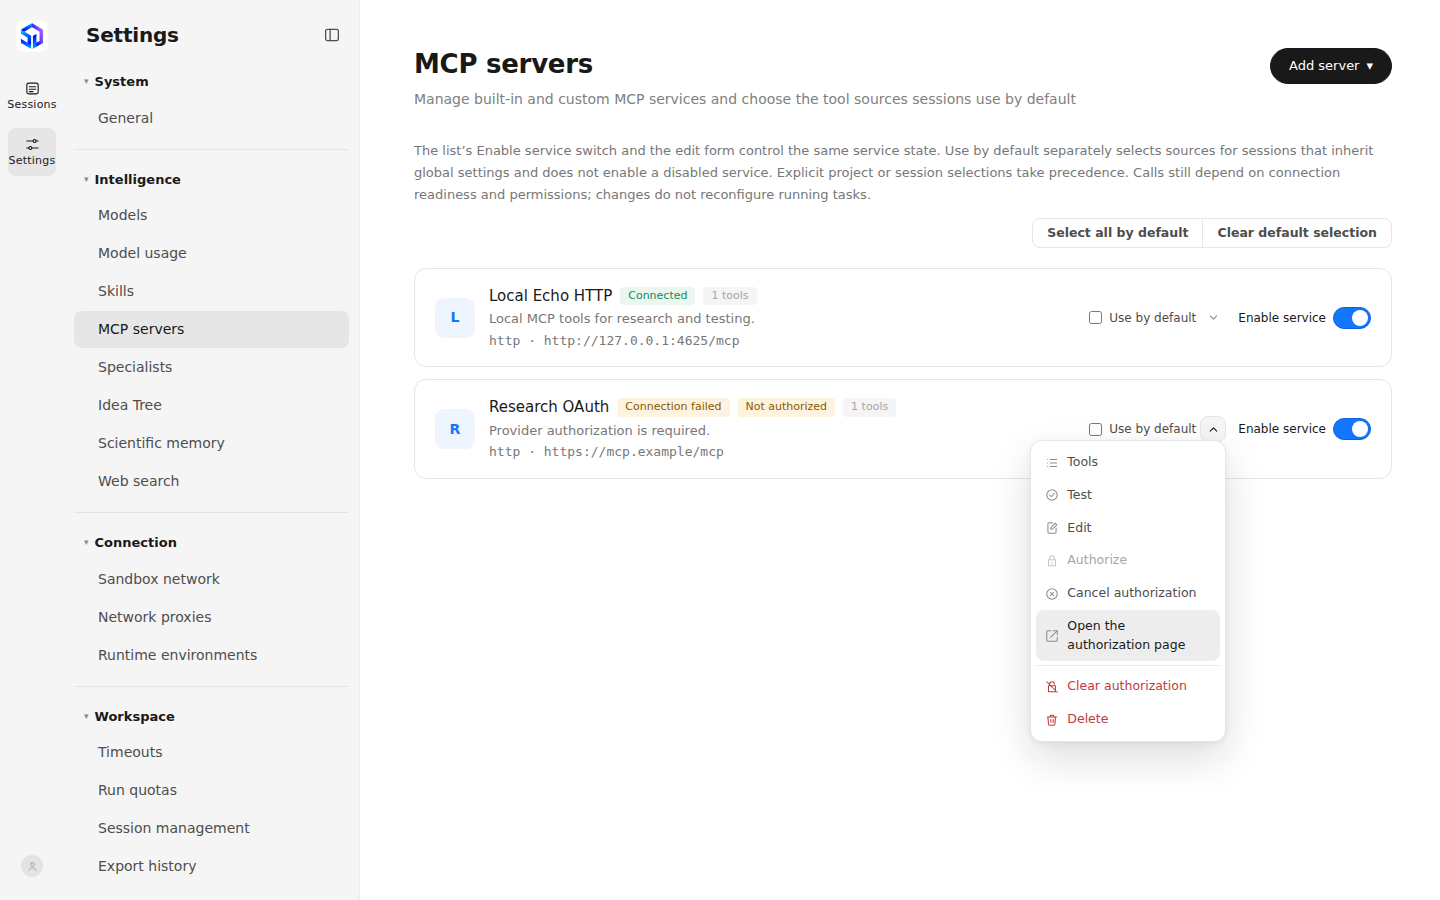 Settings
Sessions
Settings
System
General
Intelligence
Models
Model usage
Skills
MCP servers
Specialists
Idea Tree
Scientific memory
Web search
Connection
Sandbox network
Network proxies
Runtime environments
Workspace
Timeouts
Run quotas
Session management
Export history
MCP servers
Add server
Manage built-in and custom MCP services and choose the tool sources sessions use by default
The list’s Enable service switch and the edit form control the same service state. Use by default separately selects sources for sessions that inherit
global settings and does not enable a disabled service. Explicit project or session selections take precedence. Calls still depend on connection
readiness and permissions; changes do not reconfigure running tasks.
Select all by default
Clear default selection
L
Local Echo HTTP Connected 1 tools
Local MCP tools for research and testing.
http · http://127.0.0.1:4625/mcp
Use by default
Enable service
R
Research OAuth Connection failed Not authorized 1 tools
Provider authorization is required.
http · https://mcp.example/mcp
Use by default
Enable service
Tools
Test
Edit
Authorize
Cancel authorization
Open the
authorization page
Clear authorization
Delete